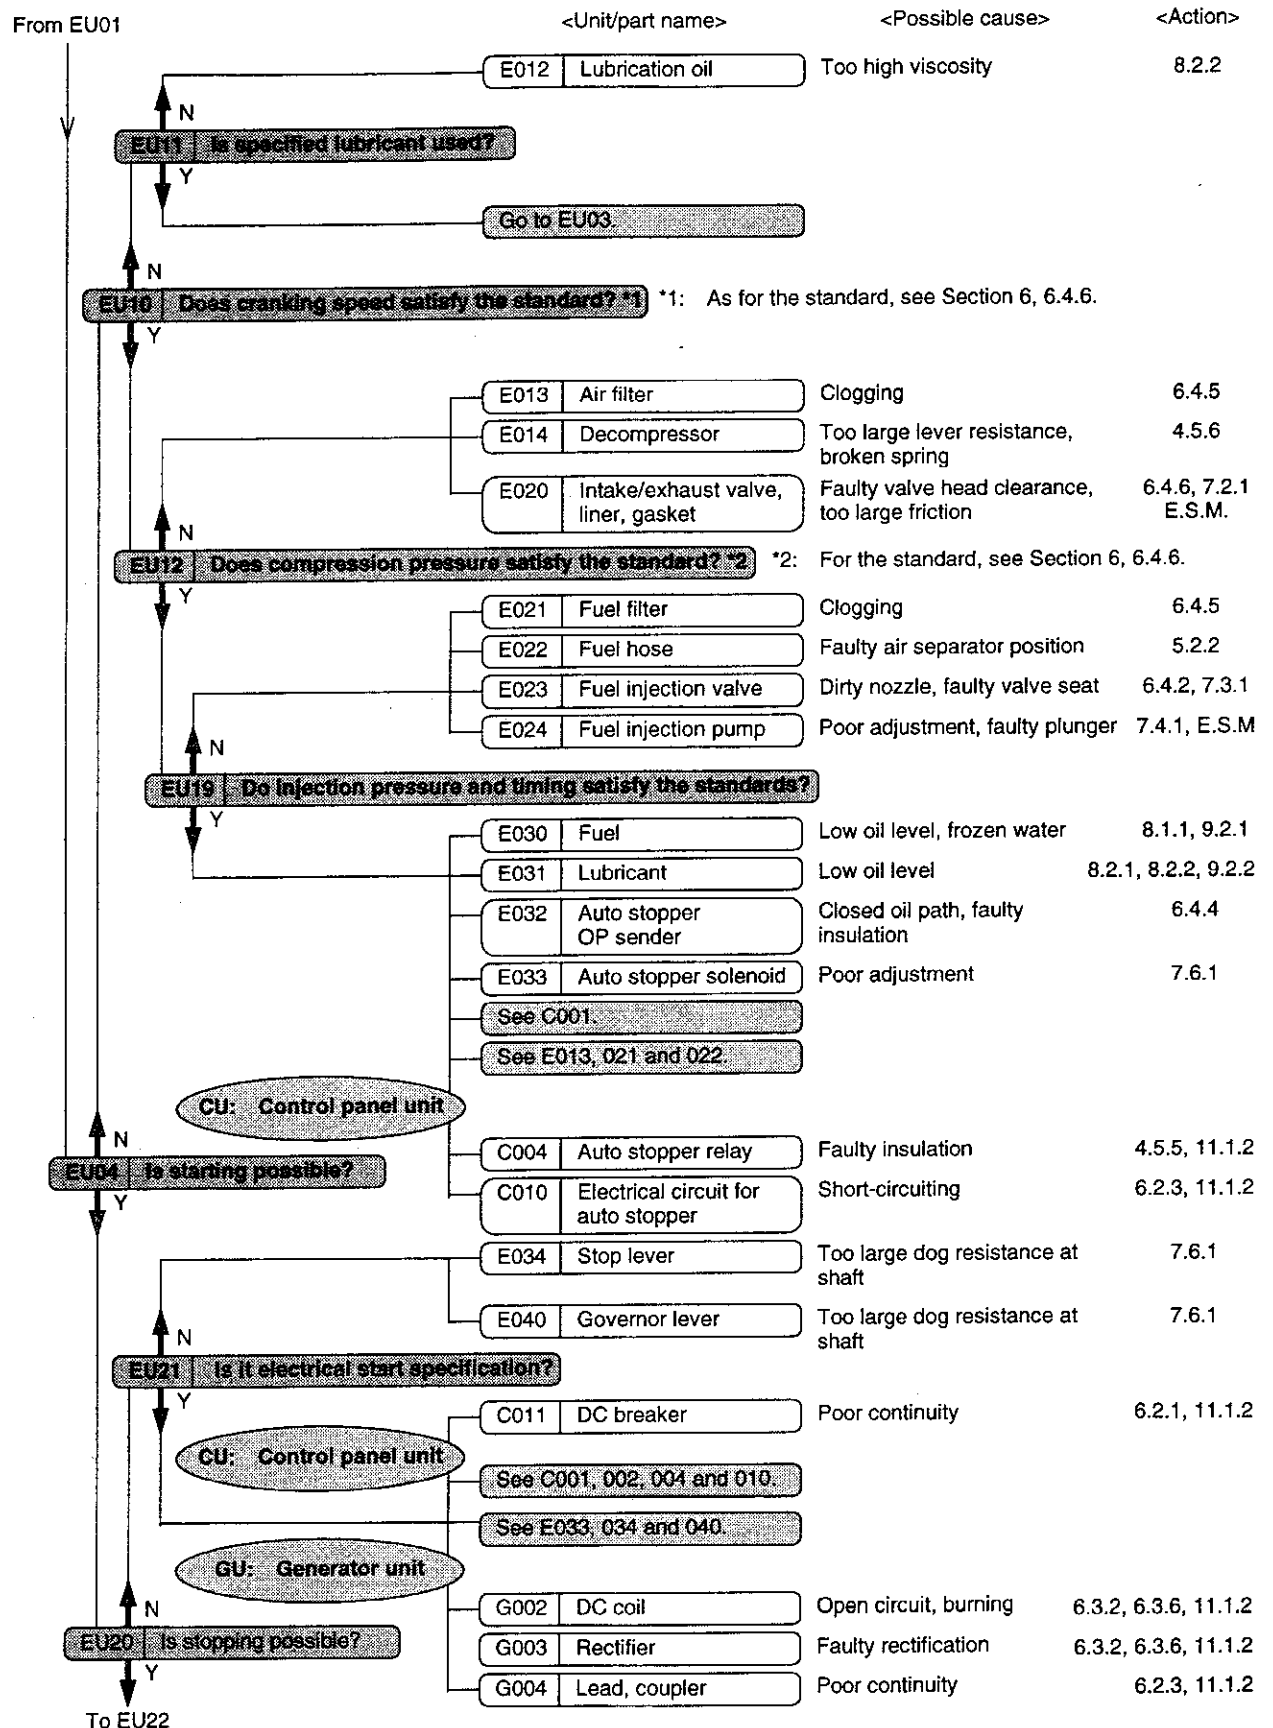 From EU01
<Unit/part name> <Possible cause> <Action>
E012 Lubrication oil Too high viscosity 8.2.2
N
EU11 Is specified lubricant used?
Y
Go to EU03.
N
EU10 Does cranking speed satisfy the standard? *1 *1: As for the standard, see Section 6, 6.4.6.
Y
E013 Air filter Clogging 6.4.5
E014 Decompressor Too large lever resistance, 4.5.6
broken spring
E020 Intake/exhaust valve, Faulty valve head clearance, 6.4.6, 7.2.1
liner, gasket too large friction E.S.M.
N
EU12 Does compression pressure satisfy the standard? *2 *2: For the standard, see Section 6, 6.4.6.
Y
E021 Fuel filter Clogging 6.4.5
E022 Fuel hose Faulty air separator position 5.2.2
E023 Fuel injection valve Dirty nozzle, faulty valve seat 6.4.2, 7.3.1
E024 Fuel injection pump Poor adjustment, faulty plunger 7.4.1, E.S.M
N
EU19 Do injection pressure and timing satisfy the standards?
Y
E030 Fuel Low oil level, frozen water 8.1.1, 9.2.1
E031 Lubricant Low oil level 8.2.1, 8.2.2, 9.2.2
E032 Auto stopper Closed oil path, faulty 6.4.4
OP sender insulation
E033 Auto stopper solenoid Poor adjustment 7.6.1
See C001.
See E013, 021 and 022.
CU: Control panel unit
N
C004 Auto stopper relay Faulty insulation 4.5.5, 11.1.2
EU04 Is starting possible?
Y
C010 Electrical circuit for Short-circuiting 6.2.3, 11.1.2
auto stopper
E034 Stop lever Too large dog resistance at 7.6.1
shaft
E040 Governor lever Too large dog resistance at 7.6.1
shaft
N
EU21 Is it electrical start specification?
Y
C011 DC breaker Poor continuity 6.2.1, 11.1.2
CU: Control panel unit
See C001, 002, 004 and 010.
See E033, 034 and 040.
GU: Generator unit
N
G002 DC coil Open circuit, burning 6.3.2, 6.3.6, 11.1.2
EU20 Is stopping possible?
G003 Rectifier Faulty rectification 6.3.2, 6.3.6, 11.1.2
Y
G004 Lead, coupler Poor continuity 6.2.3, 11.1.2
To EU22